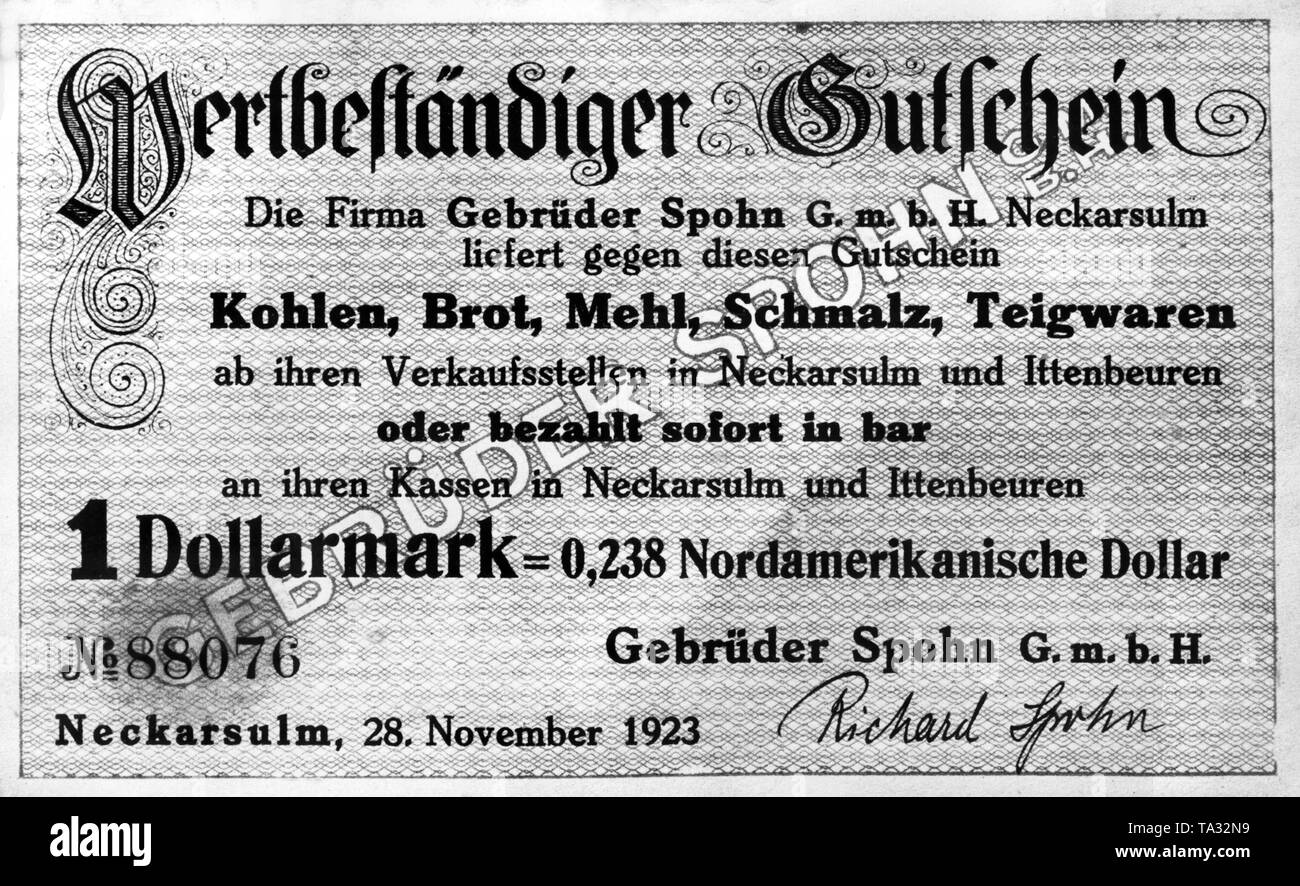 Wertbeständiger Gutschein
Die Firma Gebrüder Spohn G. m. b. H. Neckarsulm
liefert gegen diesen Gutschein
Kohlen, Brot, Mehl, Schmalz, Teigwaren
ab ihren Verkaufsstellen in Neckarsulm und Ittenbeuren
oder bezahlt sofort in bar
an ihren Kassen in Neckarsulm und Ittenbeuren
1 Dollarmark = 0,238 Nordamerikanische Dollar
GEBRÜDER SPOHN G. B.H.
№ 88076
Gebrüder Spohn G. m. b. H.
Neckarsulm, 28. November 1923
Richard Spohn
alamy
Image ID: TA32N9
www.alamy.com